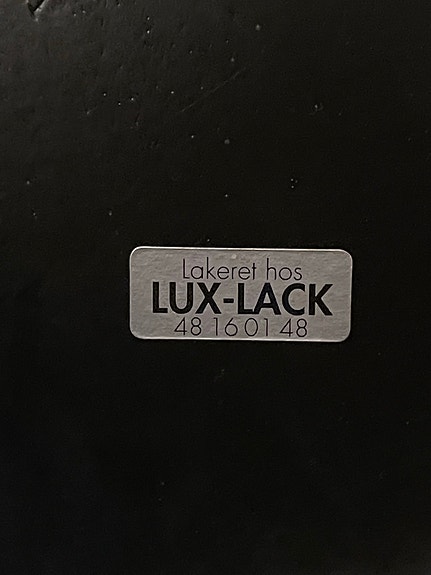 Lakeret hos
LUX-LACK
48 16 01 48